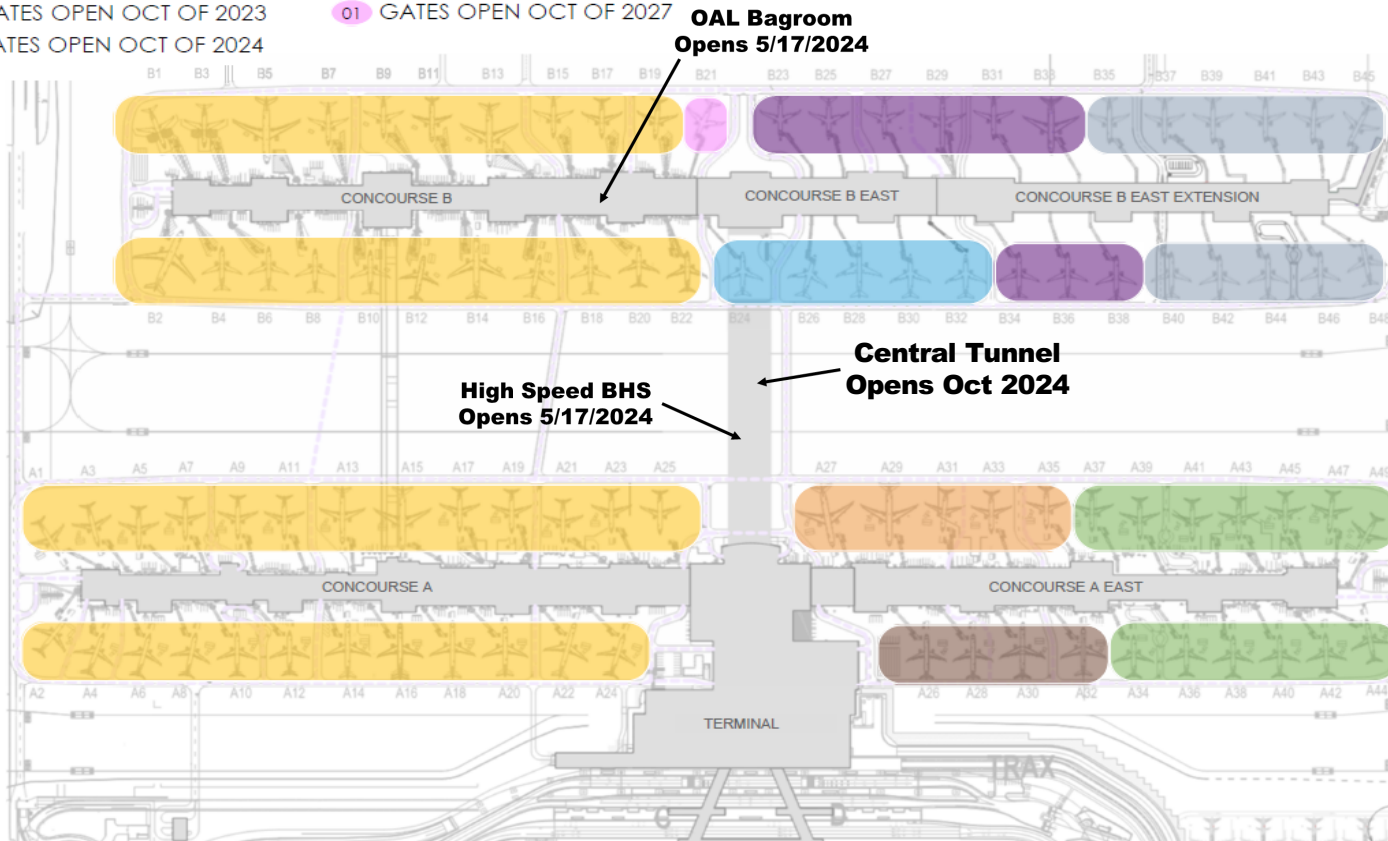 ATES OPEN OCT OF 2023
01 GATES OPEN OCT OF 2027
ATES OPEN OCT OF 2024
OAL Bagroom
Opens 5/17/2024
B1 B3 B5 B7 B9 B11 B13 B15 B17 B19 B21 B23 B25 B27 B29 B31 B33 B35 B37 B39 B41 B43 B45
CONCOURSE B
CONCOURSE B EAST
CONCOURSE B EAST EXTENSION
B2 B4 B6 B8 B10 B12 B14 B16 B18 B20 B22 B24 B26 B28 B30 B32 B34 B36 B38 B40 B42 B44 B46 B48
Central Tunnel
Opens Oct 2024
High Speed BHS
Opens 5/17/2024
A1 A3 A5 A7 A9 A11 A13 A15 A17 A19 A21 A23 A25 A27 A29 A31 A33 A35 A37 A39 A41 A43 A45 A47 A49
CONCOURSE A
CONCOURSE A EAST
A2 A4 A6 A8 A10 A12 A14 A16 A18 A20 A22 A24 A26 A28 A30 A32 A34 A36 A38 A40 A42 A44
TERMINAL
TRAX